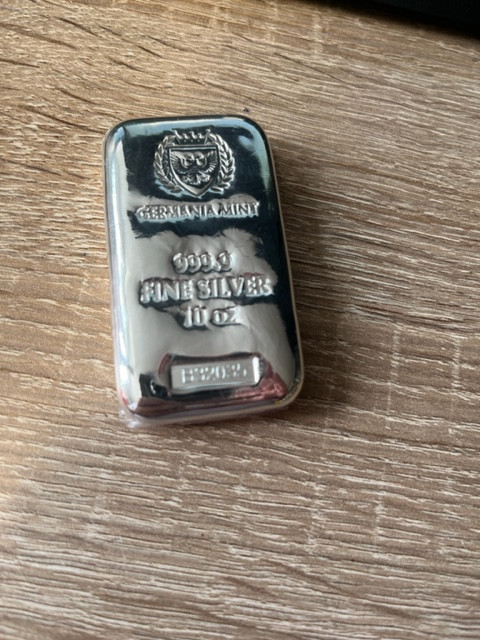 GERMANIA MINT
999.9
FINE SILVER
10 oz